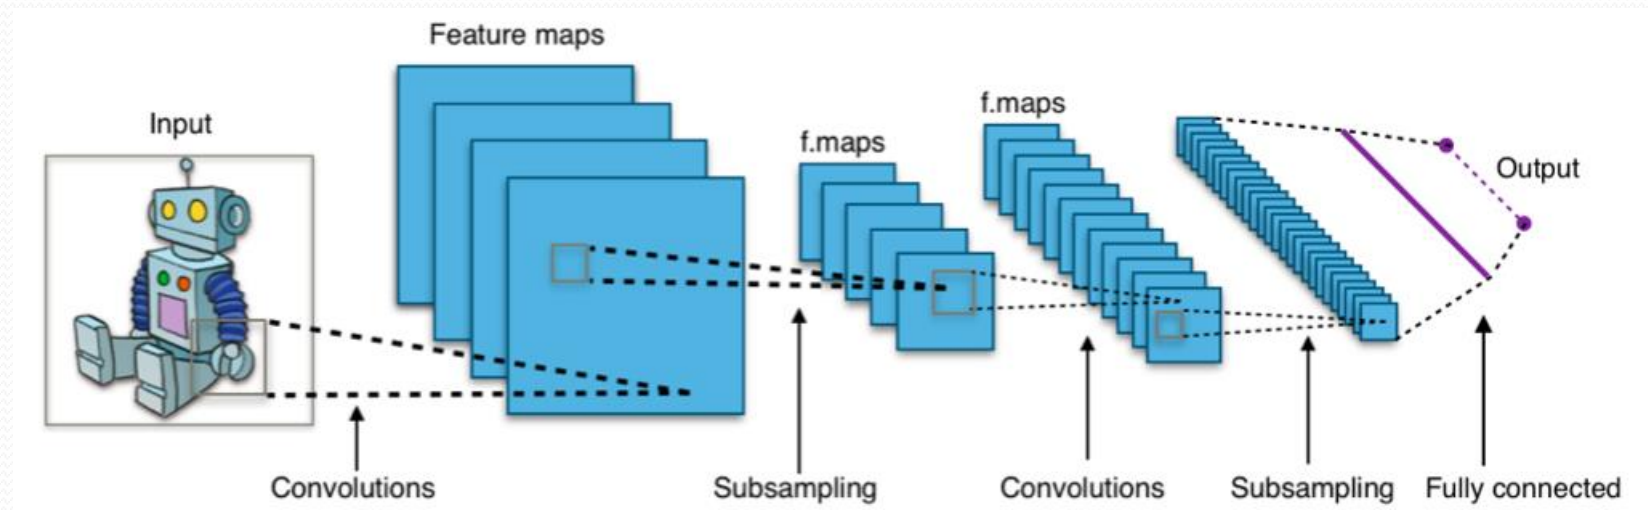 Feature maps
f.maps
Input
f.maps
Output
Convolutions
Subsampling
Convolutions
Subsampling
Fully connected